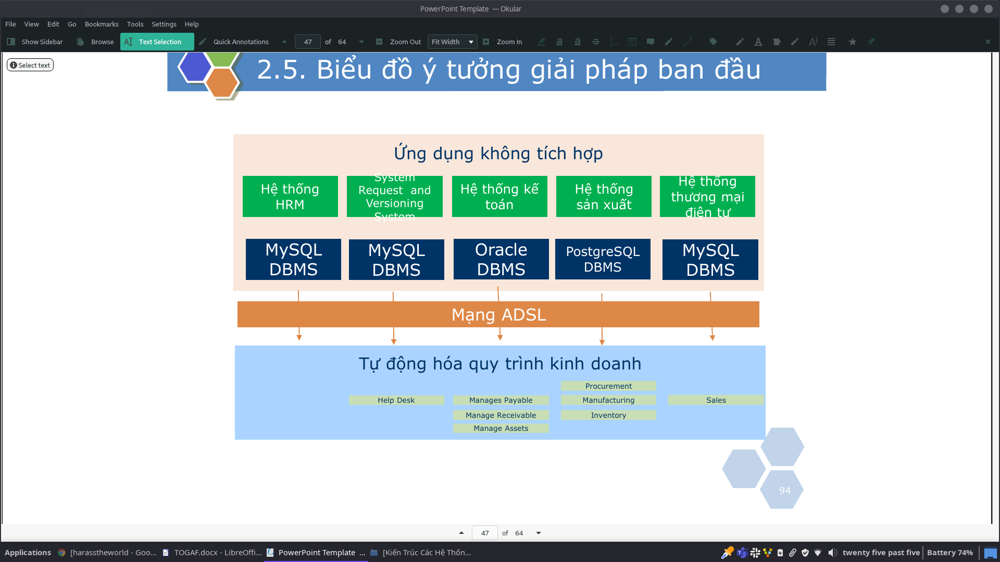 PowerPoint Template — Okular
File View Edit Go Bookmarks Tools Settings Help
Show Sidebar Browse Text Selection Quick Annotations 47 of 64 Zoom Out Fit Width Zoom In
Select text
2.5. Biểu đồ ý tưởng giải pháp ban đầu
Ứng dụng không tích hợp
Hệ thống
HRM
System
Request and
Versioning
System
Hệ thống kế
toán
Hệ thống
sản xuất
Hệ thống
thương mại
điện tư
MySQL
DBMS
MySQL
DBMS
Oracle
DBMS
PostgreSQL
DBMS
MySQL
DBMS
Mạng ADSL
Tự động hóa quy trình kinh doanh
Help Desk
Manages Payable
Manage Receivable
Manage Assets
Procurement
Manufacturing
Inventory
Sales
94
47 of 64
Applications [harasstheworld - Goo... TOGAF.docx - LibreOffi... PowerPoint Template ... [Kiến Trúc Các Hệ Thốn... twenty five past five Battery 74%